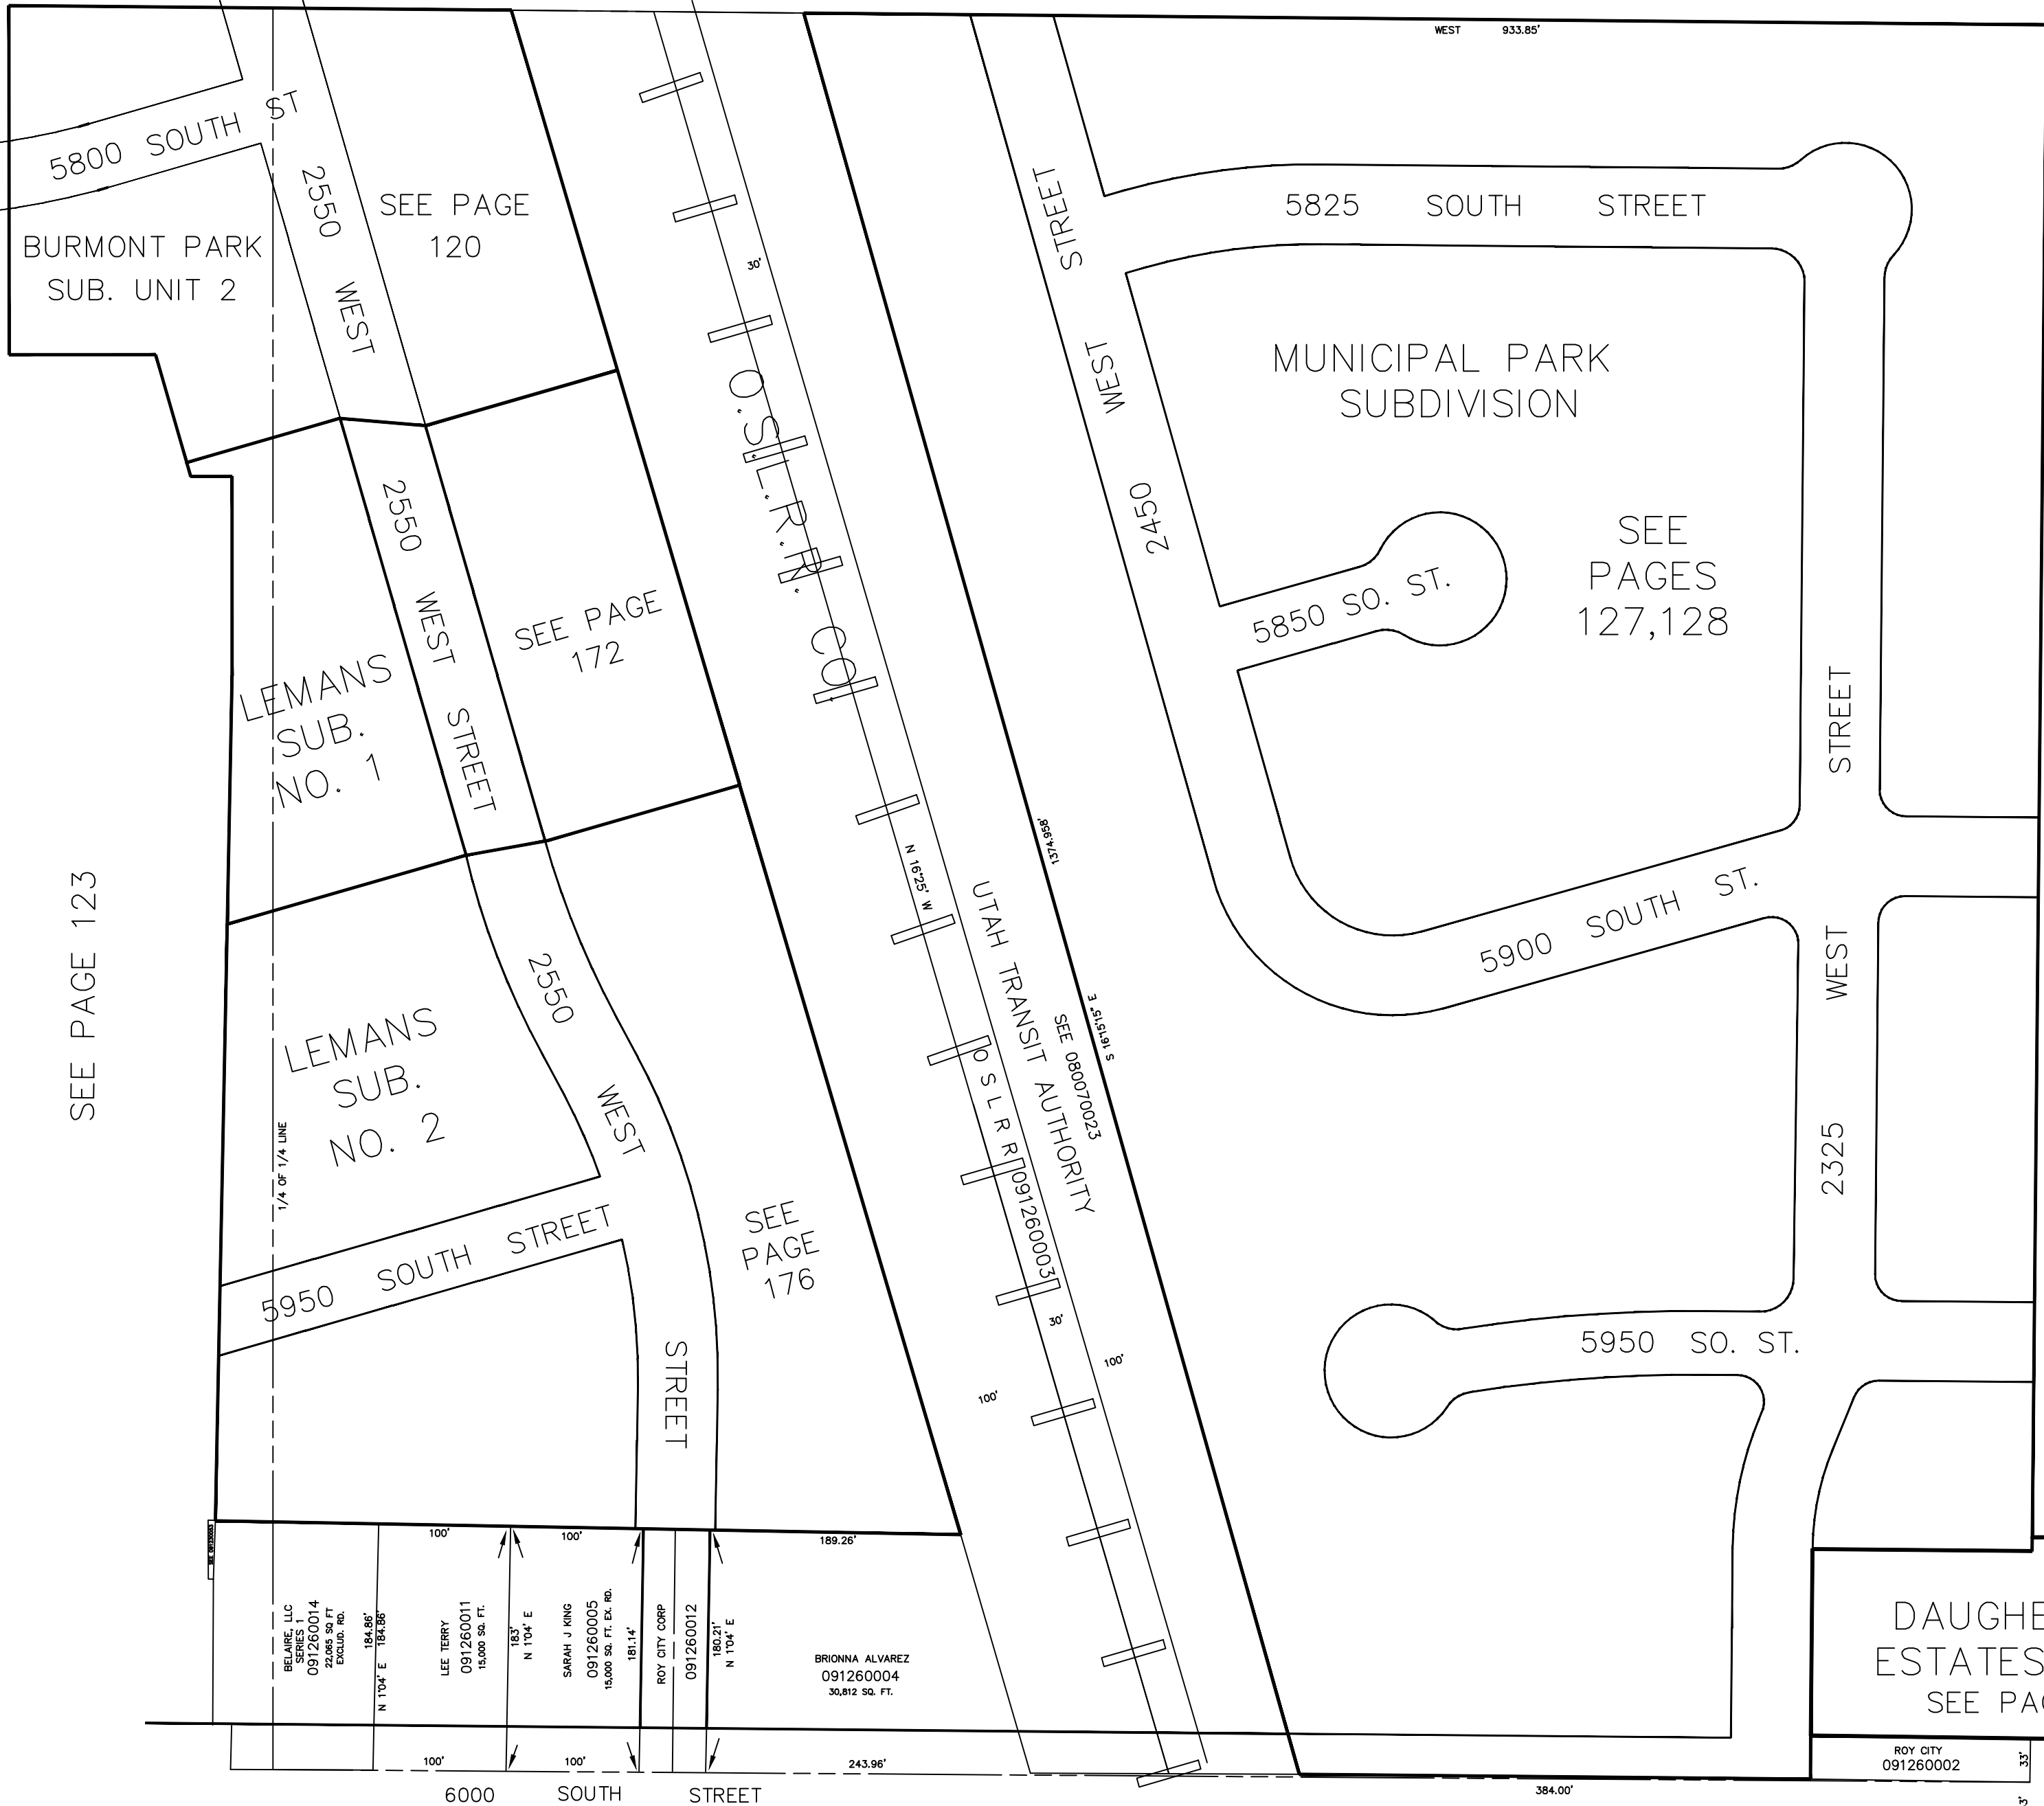 WEST 933.85'
5800 SOUTH ST
BURMONT PARK
SUB. UNIT 2
2550 WEST
SEE PAGE
120
30'
O.S.L.R.R. CO.
2450 WEST STREET
5825 SOUTH STREET
MUNICIPAL PARK
SUBDIVISION
SEE
PAGES
127,128
5850 SO. ST.
2550 WEST STREET
SEE PAGE
172
LEMANS
SUB.
NO. 1
SEE PAGE 123
N 16°25' W
1374.958'
S 16°15'15" E
UTAH TRANSIT AUTHORITY
SEE 080070023
O S L R R 091260003
5900 SOUTH ST.
2325 WEST STREET
LEMANS
SUB.
NO. 2
1/4 OF 1/4 LINE
2550 WEST STREET
5950 SOUTH STREET
SEE
PAGE
176
30'
100'
100'
5950 SO. ST.
100'
100'
189.26'
BELAIRE, LLC
SERIES 1
091260014
22,065 SQ FT
EXCLUD. RD.
184.86'
N 1°04' E 184.86'
LEE TERRY
091260011
15,000 SQ. FT.
183'
N 1°04' E
SARAH J KING
091260005
15,000 SQ. FT. EX. RD.
181.14'
ROY CITY CORP
091260012
180.21'
N 1°04' E
BRIONNA ALVAREZ
091260004
30,812 SQ. FT.
DAUGHE
ESTATES
SEE PA
ROY CITY
091260002
33'
100'
100'
243.96'
384.00'
6000 SOUTH STREET